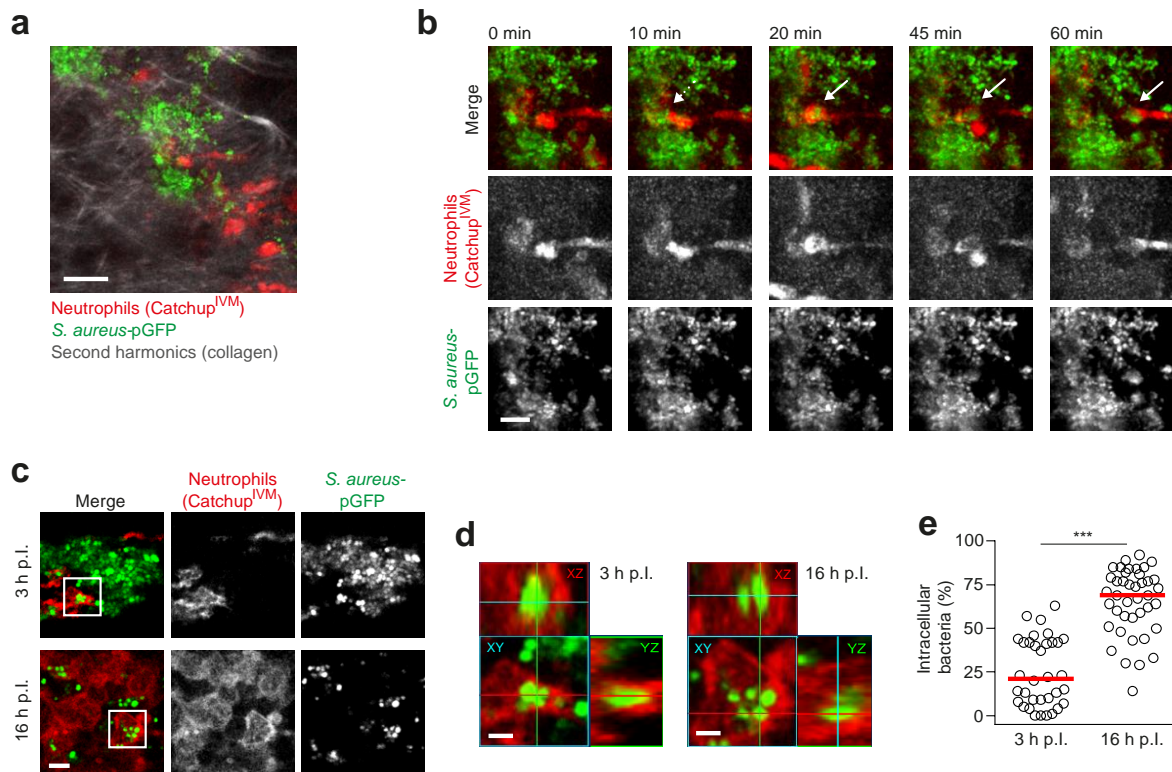 a
Neutrophils (Catchup^IVM)
S. aureus-pGFP
Second harmonics (collagen)
b
0 min 10 min 20 min 45 min 60 min
Merge
Neutrophils
(Catchup^IVM)
S. aureus-
pGFP
c
Merge
Neutrophils
(Catchup^IVM)
S. aureus-
pGFP
3 h p.I.
16 h p.I.
d
XZ
3 h p.I.
XY
YZ
XZ
16 h p.I.
XY
YZ
e
***
Intracellular
bacteria (%)
100
75
50
25
0
3 h p.I. 16 h p.I.